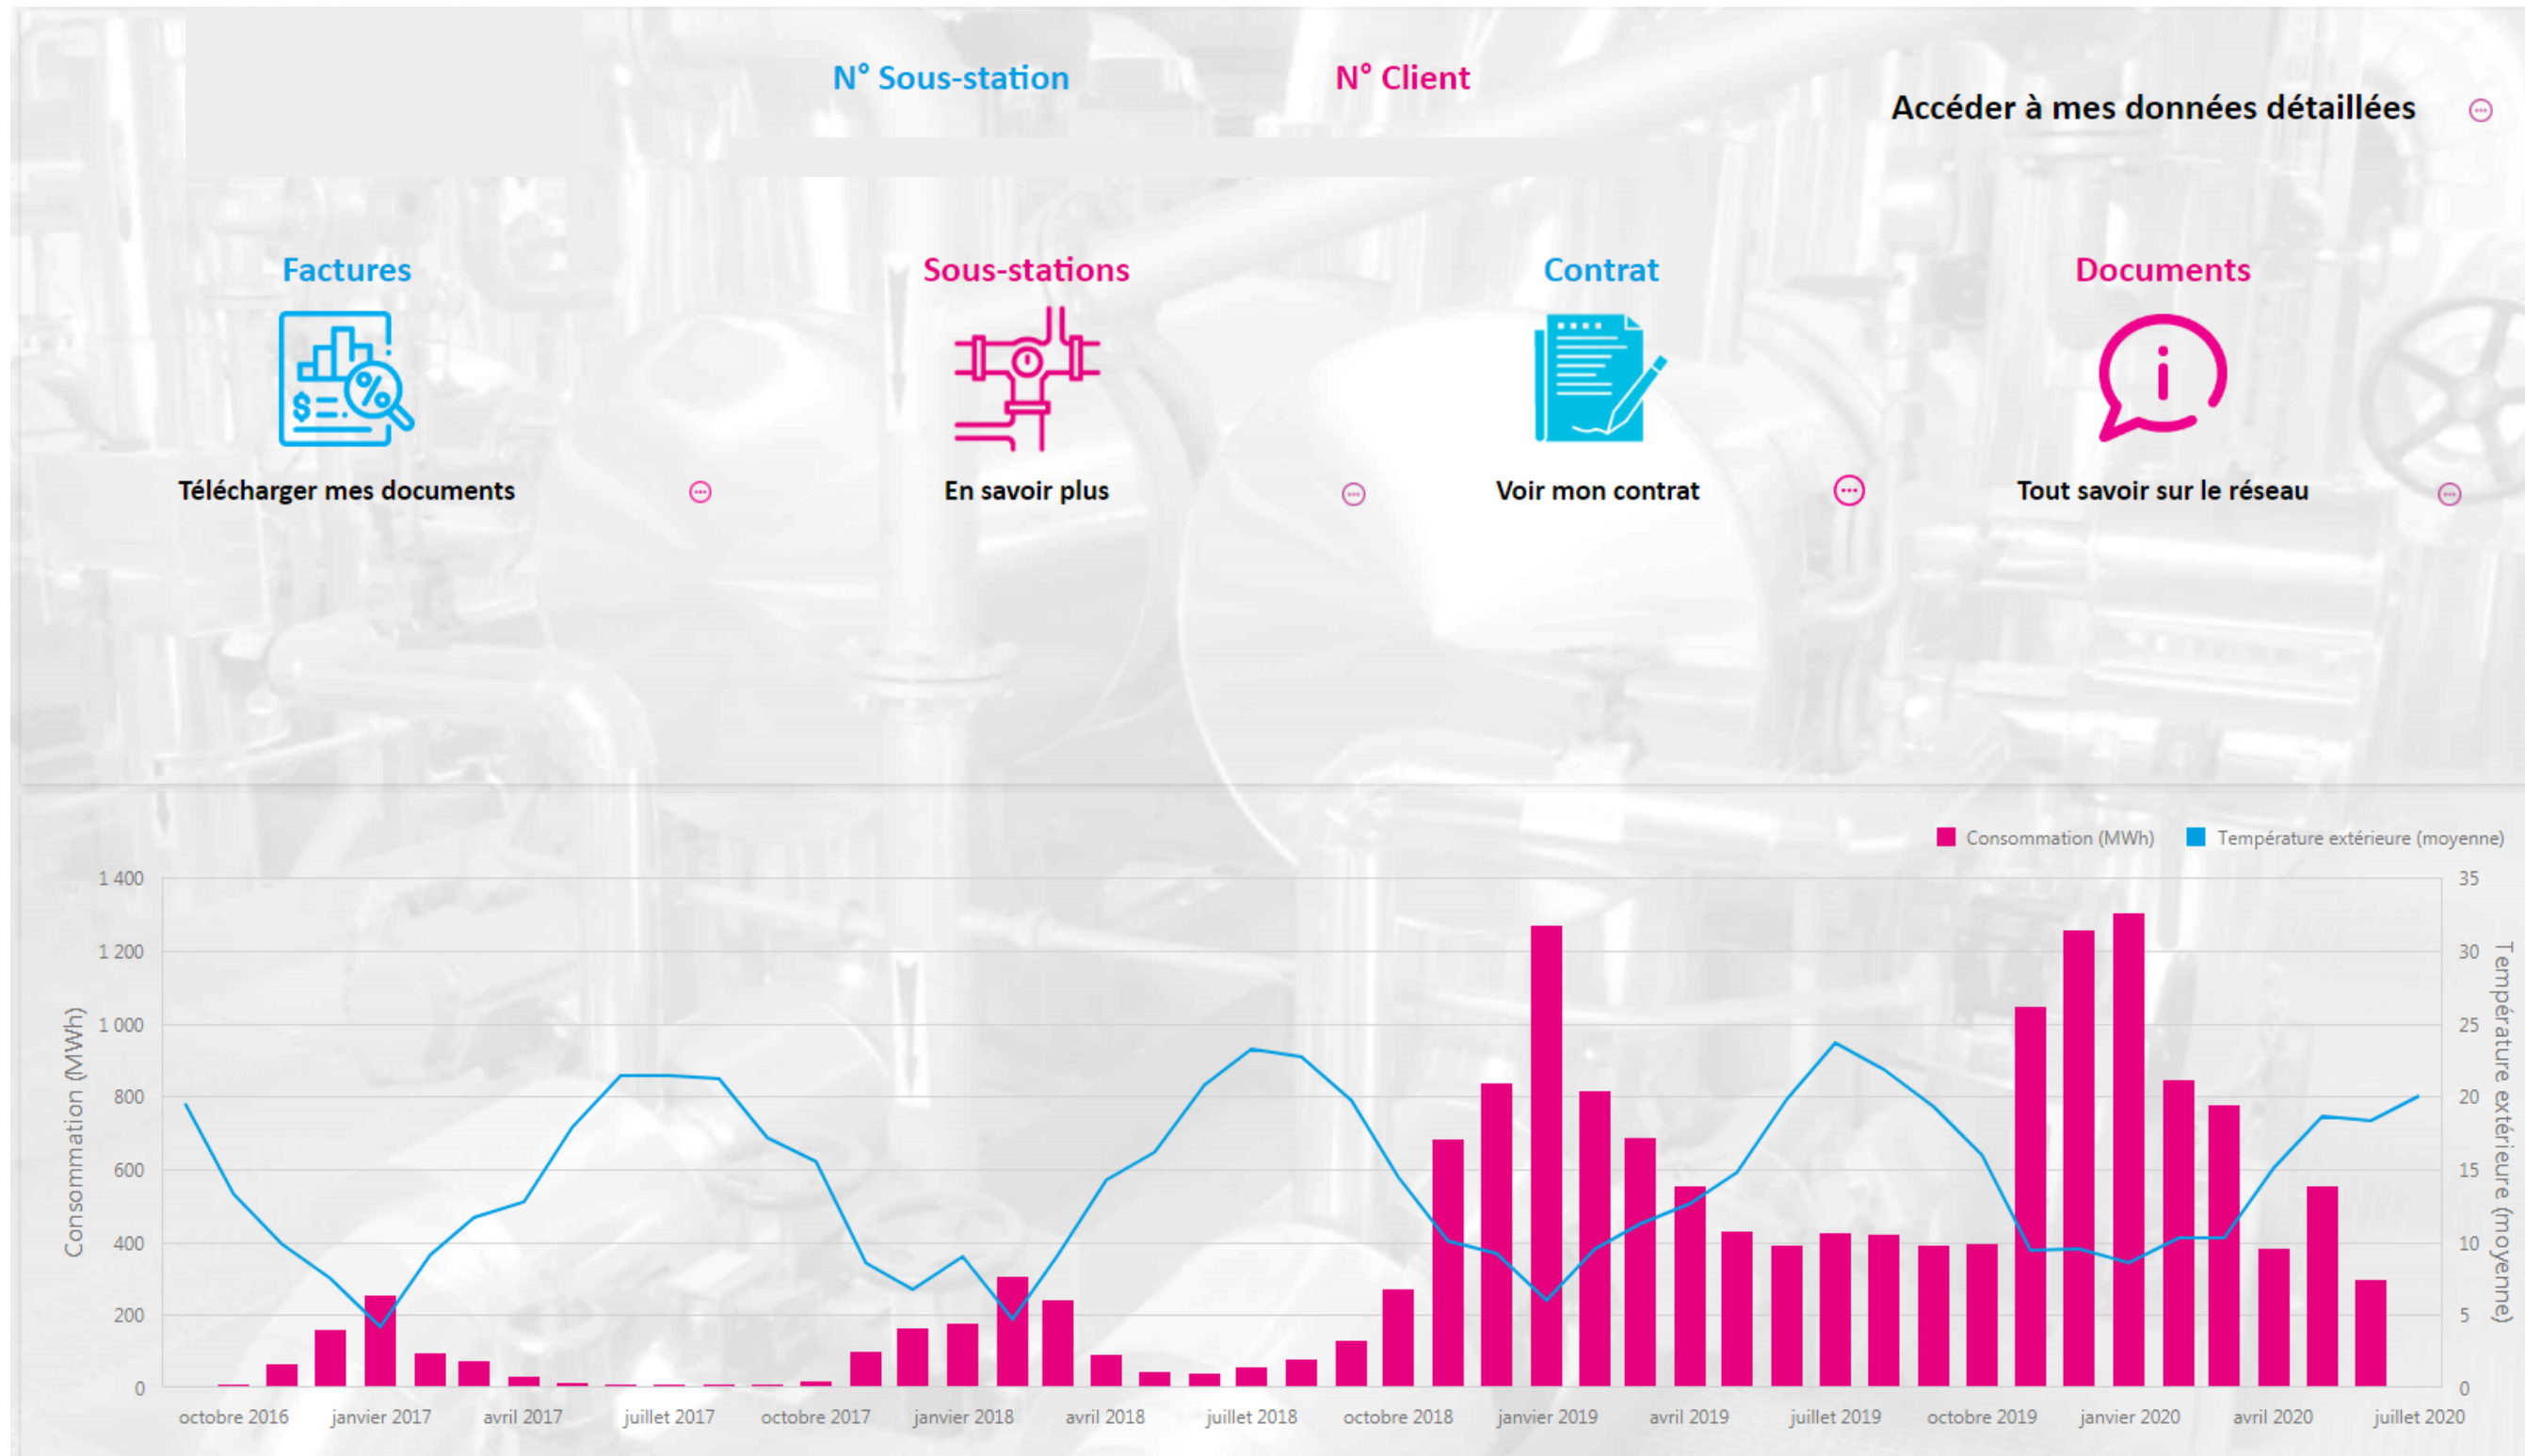 N° Sous-station
N° Client
Accéder à mes données détaillées
Factures
Sous-stations
Contrat
Documents
$ %
i
Télécharger mes documents
En savoir plus
Voir mon contrat
Tout savoir sur le réseau
Consommation (MWh)
Température extérieure (moyenne)
1 400
1 200
1 000
800
600
400
200
0
Consommation (MWh)
35
30
25
20
15
10
5
0
Température extérieure (moyenne)
octobre 2016
janvier 2017
avril 2017
juillet 2017
octobre 2017
janvier 2018
avril 2018
juillet 2018
octobre 2018
janvier 2019
avril 2019
juillet 2019
octobre 2019
janvier 2020
avril 2020
juillet 2020